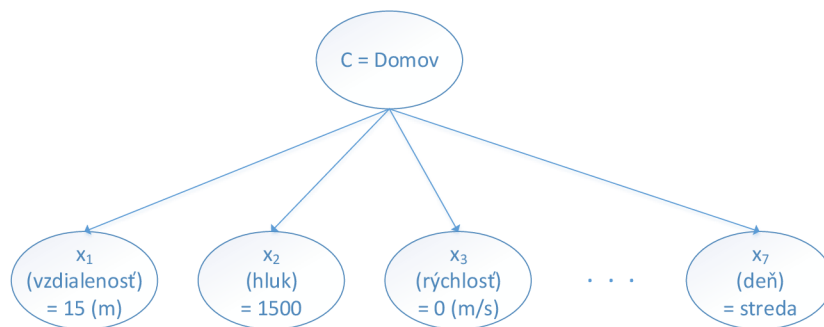 C = Domov
x₁
(vzdialenosť)
= 15 (m)
x₂
(hluk)
= 1500
x₃
(rýchlosť)
= 0 (m/s)
. . .
x₇
(deň)
= streda